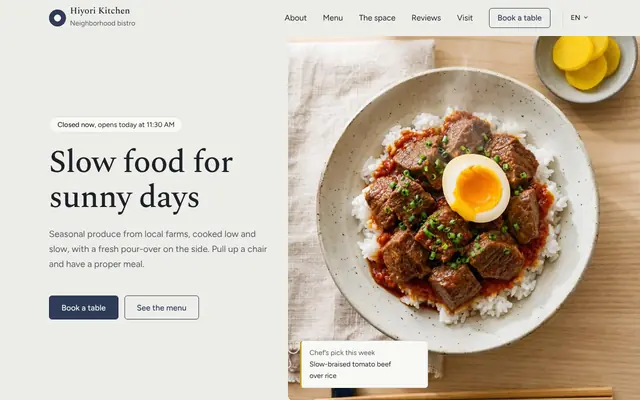 Hiyori Kitchen
Neighborhood bistro
About
Menu
The space
Reviews
Visit
Book a table
EN
Closed now, opens today at 11:30 AM
Slow food for
sunny days
Seasonal produce from local farms, cooked low and
slow, with a fresh pour-over on the side. Pull up a chair
and have a proper meal.
Book a table
See the menu
Chef's pick this week
Slow-braised tomato beef
over rice